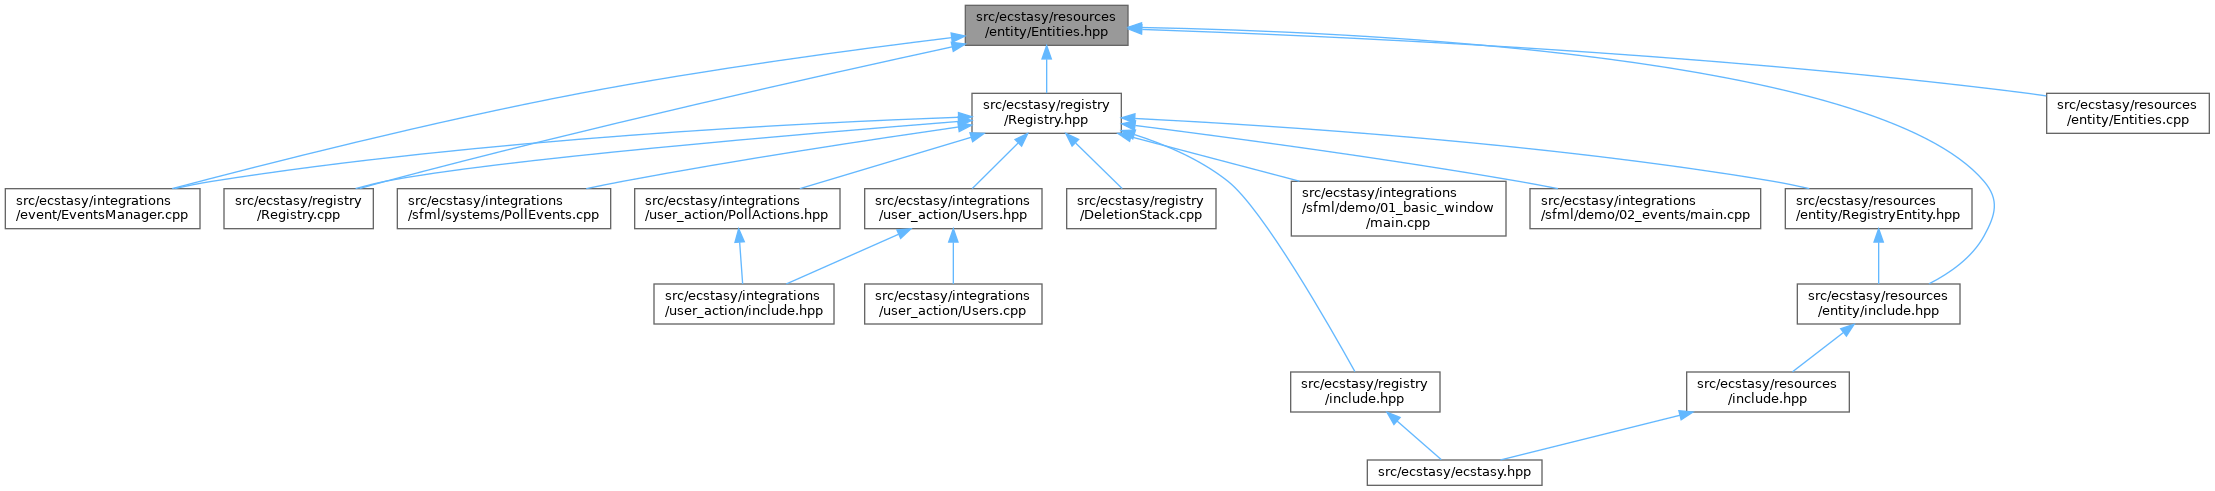 src/ecstasy/resources
/entity/Entities.hpp
src/ecstasy/registry
/Registry.hpp
src/ecstasy/resources
/entity/Entities.cpp
src/ecstasy/integrations
/event/EventsManager.cpp
src/ecstasy/registry
/Registry.cpp
src/ecstasy/integrations
/sfml/systems/PollEvents.cpp
src/ecstasy/integrations
/user_action/PollActions.hpp
src/ecstasy/integrations
/user_action/Users.hpp
src/ecstasy/registry
/DeletionStack.cpp
src/ecstasy/integrations
/sfml/demo/01_basic_window
/main.cpp
src/ecstasy/integrations
/sfml/demo/02_events/main.cpp
src/ecstasy/resources
/entity/RegistryEntity.hpp
src/ecstasy/integrations
/user_action/include.hpp
src/ecstasy/integrations
/user_action/Users.cpp
src/ecstasy/resources
/entity/include.hpp
src/ecstasy/registry
/include.hpp
src/ecstasy/resources
/include.hpp
src/ecstasy/ecstasy.hpp